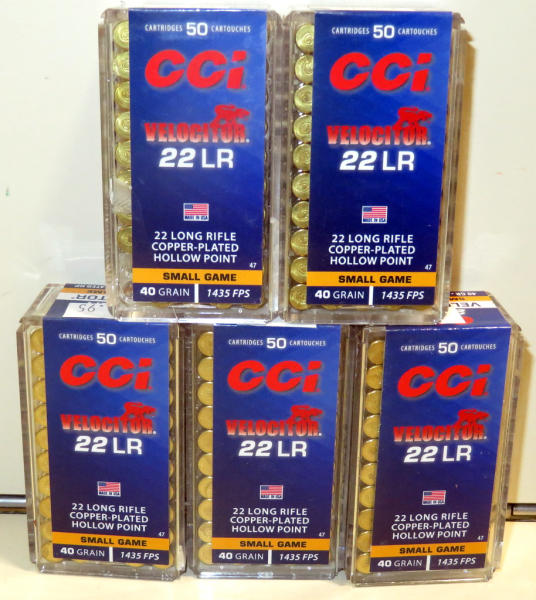 CARTRIDGES 50 CARTOUCHES
CCi
VELOCITOR®
22 LR
MADE IN USA
22 LONG RIFLE
COPPER-PLATED
HOLLOW POINT
47
SMALL GAME
40 GRAIN 1435 FPS
CARTRIDGES 50 CARTOUCHES
CCi
VELOCITOR®
22 LR
MADE IN USA
22 LONG RIFLE
COPPER-PLATED
HOLLOW POINT
47
SMALL GAME
40 GRAIN 1435 FPS
CARTRIDGES 50 CARTOUCHES
CCi
VELOCITOR®
22 LR
MADE IN USA
22 LONG RIFLE
COPPER-PLATED
HOLLOW POINT
47
SMALL GAME
40 GRAIN 1435 FPS
CARTRIDGES 50 CARTOUCHES
CCi
VELOCITOR®
22 LR
MADE IN USA
22 LONG RIFLE
COPPER-PLATED
HOLLOW POINT
47
SMALL GAME
40 GRAIN 1435 FPS
CARTRIDGES 50 CARTOUCHES
CCi
VELOCITOR®
22 LR
MADE IN USA
22 LONG RIFLE
COPPER-PLATED
HOLLOW POINT
47
SMALL GAME
40 GRAIN 1435 FPS